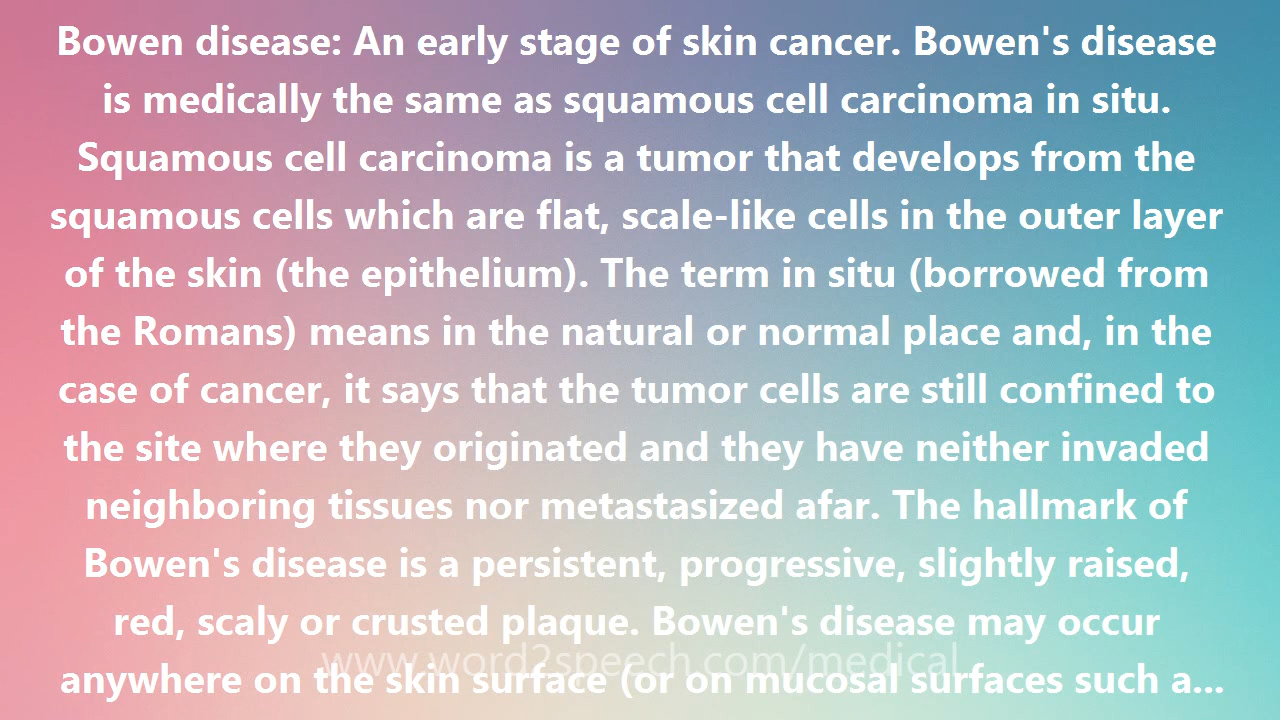 Bowen disease: An early stage of skin cancer. Bowen's disease
is medically the same as squamous cell carcinoma in situ.
Squamous cell carcinoma is a tumor that develops from the
squamous cells which are flat, scale-like cells in the outer layer
of the skin (the epithelium). The term in situ (borrowed from
the Romans) means in the natural or normal place and, in the
case of cancer, it says that the tumor cells are still confined to
the site where they originated and they have neither invaded
neighboring tissues nor metastasized afar. The hallmark of
Bowen's disease is a persistent, progressive, slightly raised,
red, scaly or crusted plaque. Bowen's disease may occur
www.word2speech.com/medical
anywhere on the skin surface (or on mucosal surfaces such a...